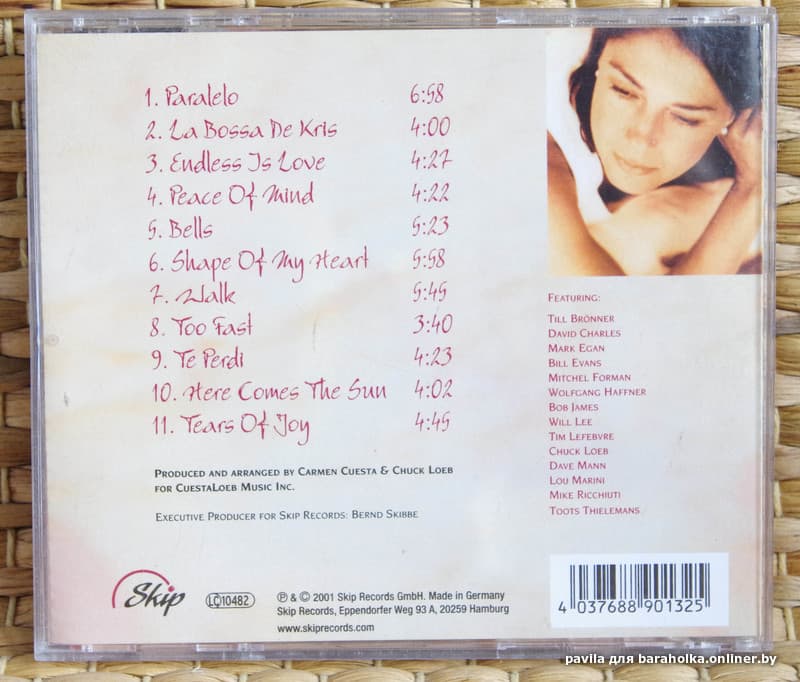 1. Paralelo 6:58
2. La Bossa De Kris 4:00
3. Endless Is Love 4:27
4. Peace Of Mind 4:22
5. Bells 5:23
6. Shape Of My Heart 5:58
7. Walk 5:45
8. Too Fast 3:40
9. Te Perdi 4:23
10. Here Comes The Sun 4:02
11. Tears Of Joy 4:45
Produced and arranged by Carmen Cuesta & Chuck Loeb
for CuestaLoeb Music Inc.
Executive Producer for Skip Records: Bernd Skibbe
Featuring:
Till Brönner
David Charles
Mark Egan
Bill Evans
Mitchel Forman
Wolfgang Haffner
Bob James
Will Lee
Tim Lefebvre
Chuck Loeb
Dave Mann
Lou Marini
Mike Ricchiuti
Toots Thielemans
Skip
LC 10482
℗ & © 2001 Skip Records GmbH. Made in Germany
Skip Records, Eppendorfer Weg 93 A, 20259 Hamburg
www.skiprecords.com
4 037688 901325
pavila для baraholka.onliner.by